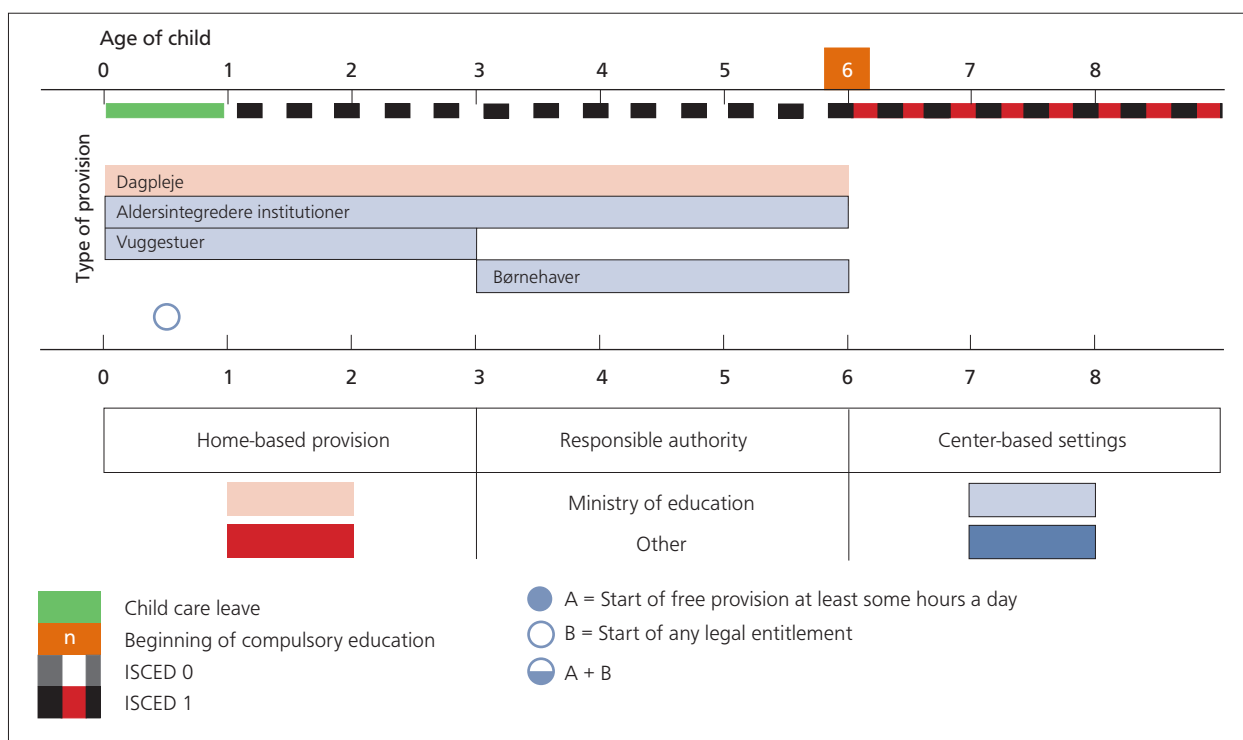 Age of child
0 1 2 3 4 5 6 7 8
Type of provision
Dagpleje
Aldersintegredere institutioner
Vuggestuer
Børnehaver
0 1 2 3 4 5 6 7 8
Home-based provision Responsible authority Center-based settings
Ministry of education
Other
Child care leave
n Beginning of compulsory education
ISCED 0
ISCED 1
A = Start of free provision at least some hours a day
B = Start of any legal entitlement
A + B